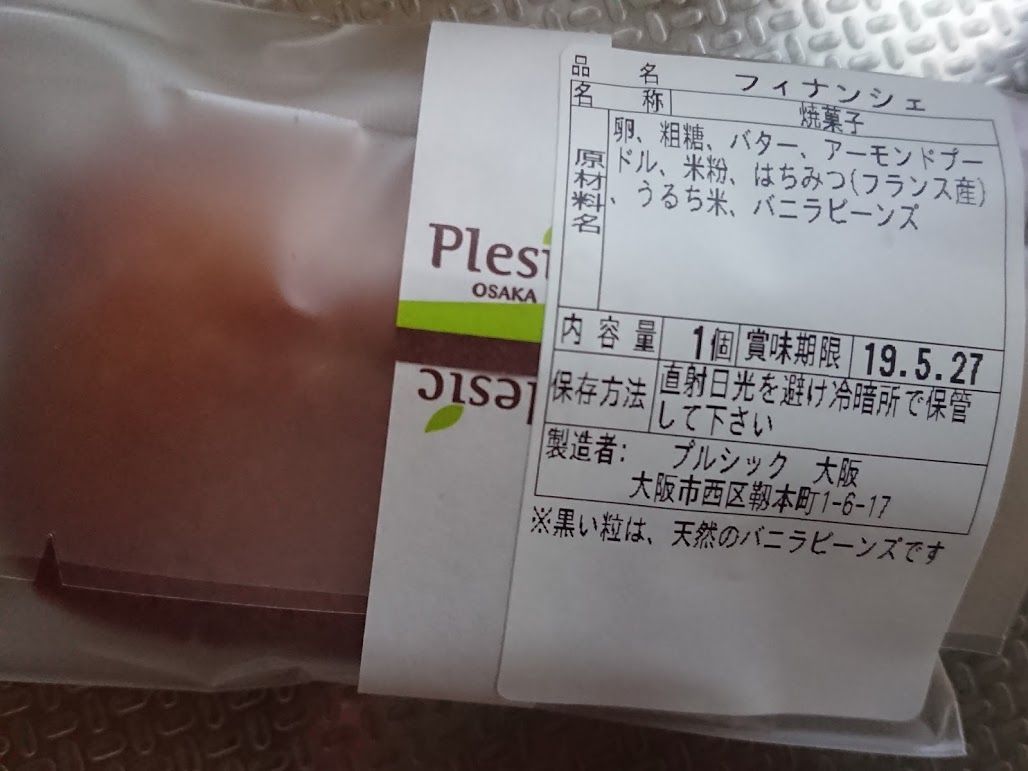 Plesic
OSAKA
Plesic
品名 フィナンシェ
名称 焼菓子
原材料名 卵、粗糖、バター、アーモンドプー
ドル、米粉、はちみつ(フランス産)
、うるち米、バニラビーンズ
内容量 1個 賞味期限 19.5.27
保存方法 直射日光を避け冷暗所で保管
して下さい
製造者: プルシック 大阪
大阪市西区靱本町1-6-17
※黒い粒は、天然のバニラビーンズです